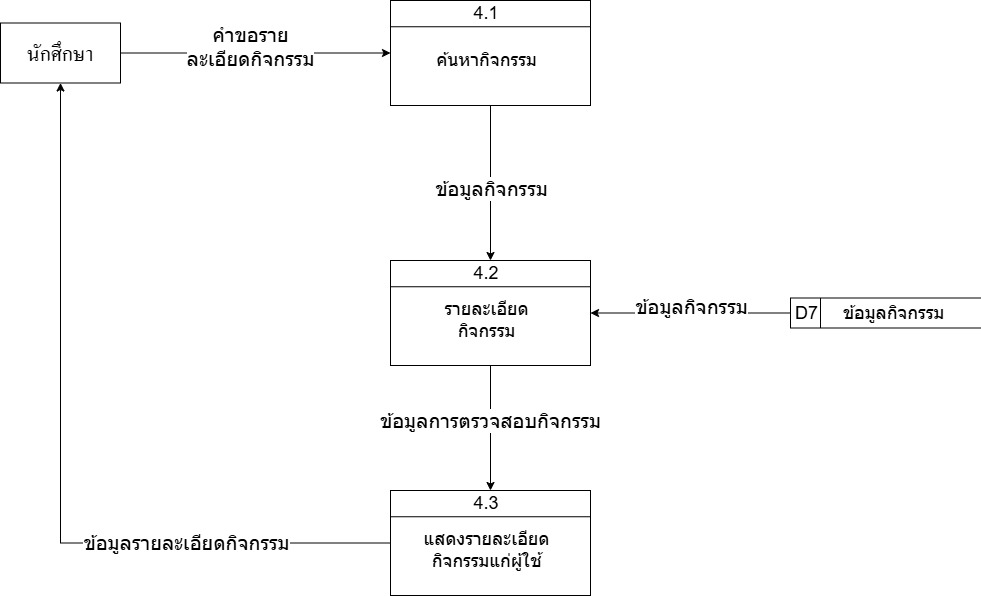 4.1
นักศึกษา
คำขอราย
ละเอียดกิจกรรม
ค้นหากิจกรรม
ข้อมูลกิจกรรม
4.2
รายละเอียด
กิจกรรม
ข้อมูลกิจกรรม
D7
ข้อมูลกิจกรรม
ข้อมูลการตรวจสอบกิจกรรม
4.3
แสดงรายละเอียด
กิจกรรมแก่ผู้ใช้
ข้อมูลรายละเอียดกิจกรรม